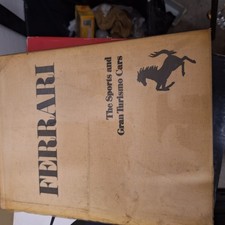 FERRARI
The Sports and
Gran Turismo Cars